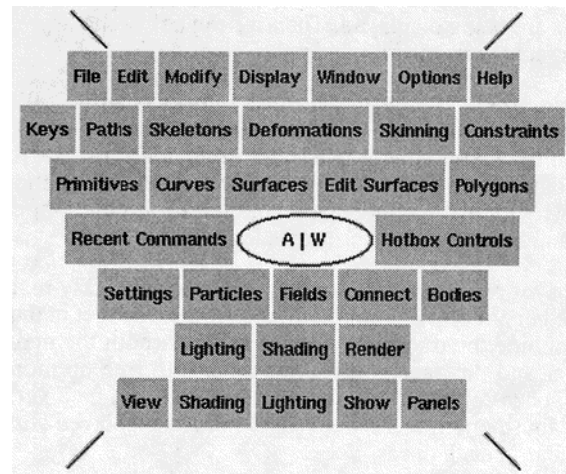 File Edit Modify Display Window Options Help
Keys Paths Skeletons Deformations Skinning Constraints
Primitives Curves Surfaces Edit Surfaces Polygons
Recent Commands A | W Hotbox Controls
Settings Particles Fields Connect Bodies
Lighting Shading Render
View Shading Lighting Show Panels